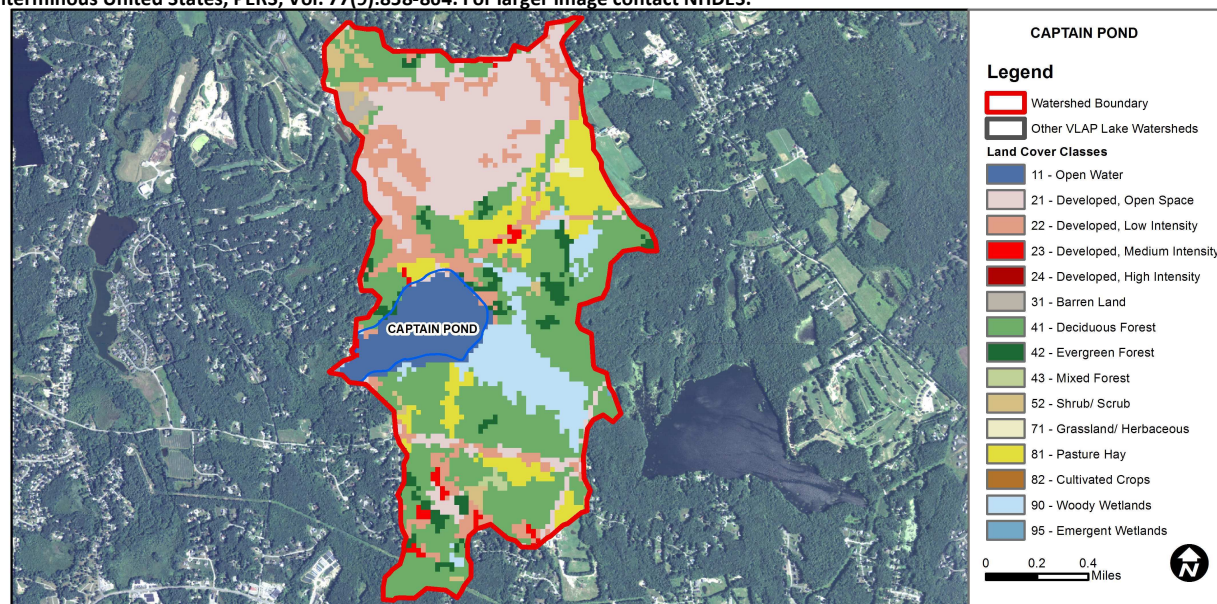 nterminous United States, PERS, Vol. 77(9):858-864. For larger image contact NHDES.
CAPTAIN POND
CAPTAIN POND
Legend
Watershed Boundary
Other VLAP Lake Watersheds
Land Cover Classes
11 - Open Water
21 - Developed, Open Space
22 - Developed, Low Intensity
23 - Developed, Medium Intensity
24 - Developed, High Intensity
31 - Barren Land
41 - Deciduous Forest
42 - Evergreen Forest
43 - Mixed Forest
52 - Shrub/ Scrub
71 - Grassland/ Herbaceous
81 - Pasture Hay
82 - Cultivated Crops
90 - Woody Wetlands
95 - Emergent Wetlands
0 0.2 0.4
Miles
N